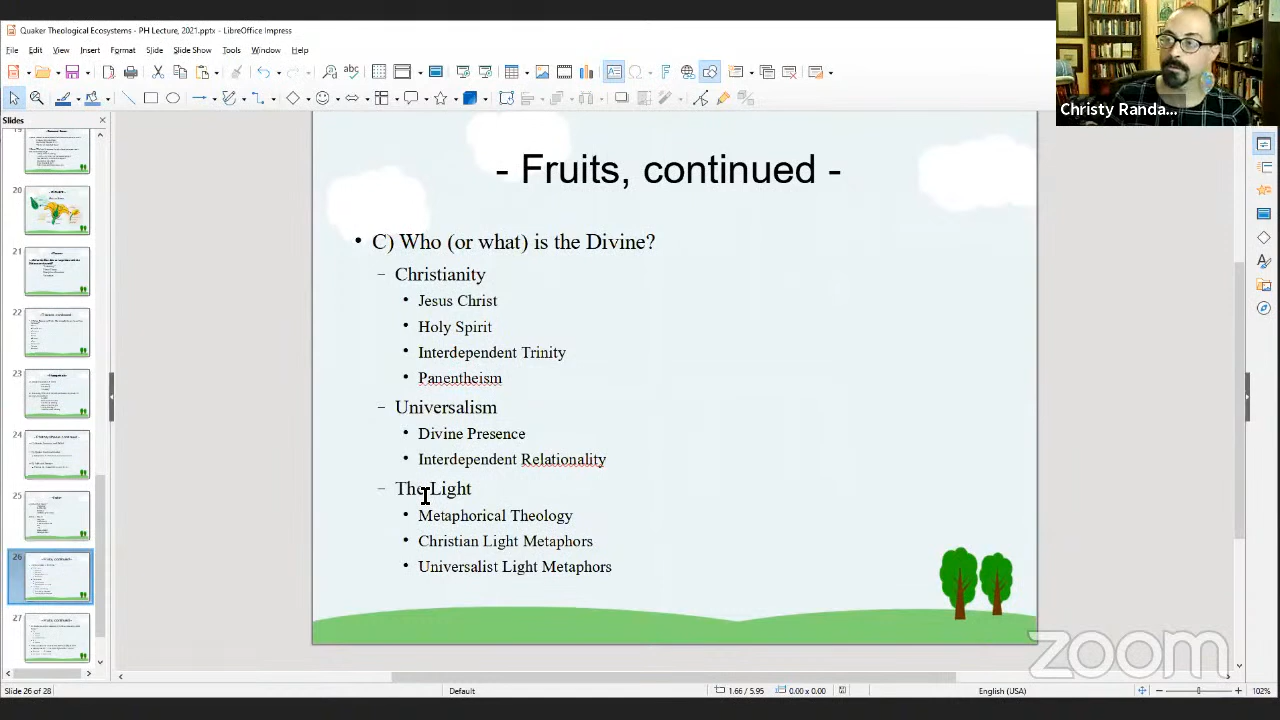 Quaker Theological Ecosystems - PH Lecture, 2021.pptx - LibreOffice Impress
File Edit View Insert Format Slide Slide Show Tools Window Help
Christy Randa...
Slides
- Fruits, continued -
• C) Who (or what) is the Divine?
– Christianity
• Jesus Christ
• Holy Spirit
• Interdependent Trinity
• Panentheism
– Universalism
• Divine Presence
• Interdependent Relationality
– The Light
• Metaphorical Theology
• Christian Light Metaphors
• Universalist Light Metaphors
19
20
21
22
23
24
25
26
27
zoom
Slide 26 of 28
Default
1.66 / 5.95
0.00 x 0.00
English (USA)
102%